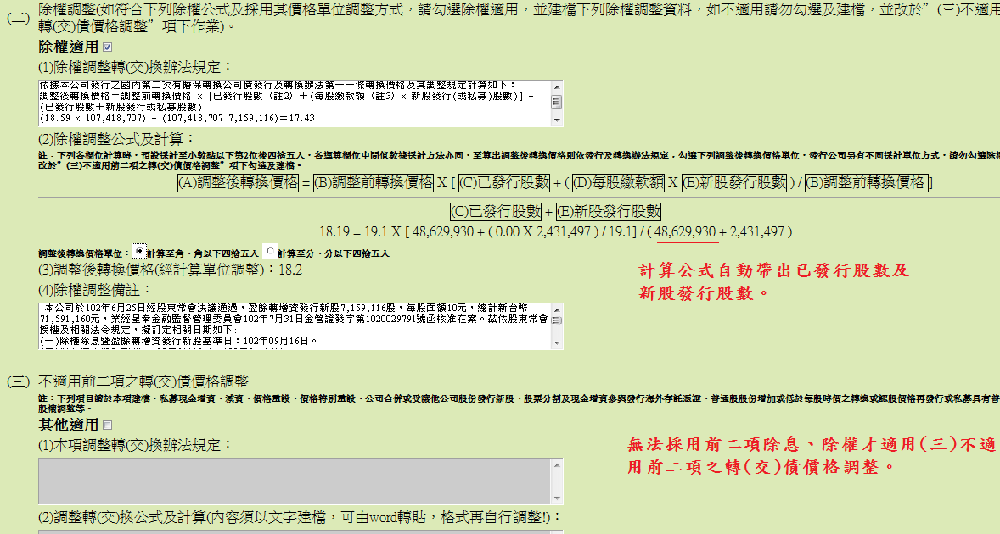 (二) 除權調整(如符合下列除權公式及採用其價格單位調整方式，請勾選除權適用，並建檔下列除權調整資料，如不適用請勿勾選及建檔，並改於”(三)不適用
轉(交)債價格調整”項下作業)。
除權適用
(1)除權調整轉(交)換辦法規定：
依據本公司發行之國內第二次有擔保轉換公司債發行及轉換辦法第十一條轉換價格及其調整規定計算如下：
調整後轉換價格＝調整前轉換價格 x [已發行股數（註2）＋(每股繳款額（註3）x 新股發行(或私募)股數)] ÷
(已發行股數＋新股發行或私募股數)
(18.59 x 107,418,707) ÷ (107,418,707 7,159,116)＝17.43
(2)除權調整公式及計算：
註：下列各欄位計算時，預設採計至小數點以下第2位後四捨五入，各運算欄位中間值數據採計方法亦同，至算出調整後轉換價格則依發行及轉換辦法規定；勾選下列調整後轉換價格單位，發行公司另有不同採計單位方式，請勿勾選除權
改於”(三)不適用前二項之轉(交)債價格調整”項下勾選及建檔。
(A)調整後轉換價格 = (B)調整前轉換價格 X [ (C)已發行股數 + ( (D)每股繳款額 X (E)新股發行股數 ) / (B)調整前轉換價格 ]
(C)已發行股數 + (E)新股發行股數
18.19 = 19.1 X [ 48,629,930 + ( 0.00 X 2,431,497 ) / 19.1] / ( 48,629,930 + 2,431,497 )
調整後轉換價格單位： 計算至角、角以下四捨五入 計算至分、分以下四捨五入
(3)調整後轉換價格(經計算單位調整)：18.2
計算公式自動帶出已發行股數及
新股發行股數。
(4)除權調整備註：
本公司於102年6月25日經股東常會決議通過，盈餘轉增資發行新股7,159,116股，每股面額10元，總計新台幣
71,591,160元，業經呈奉金融監督管理委員會102年7月31日金管證發字第1020029791號函核准在案。茲依股東常會
授權及相關法令規定，擬訂定相關日期如下:
(一)除權除息暨盈餘轉增資發行新股基準日：102年09月16日。
(三) 不適用前二項之轉(交)債價格調整
註：下列項目請於本項建檔，私募現金增資、減資、價格重設、價格特別重設、公司合併或受讓他公司股份發行新股、股票分割及現金增資參與發行海外存託憑證、普通股股份增加或低於每股時價之轉換或認股價格再發行或私募具有普
股權調整等。
其他適用
(1)本項調整轉(交)換辦法規定：
無法採用前二項除息、除權才適用(三)不適
用前二項之轉(交)債價格調整。
(2)調整轉(交)換公式及計算(內容須以文字建檔，可由word轉貼，格式再自行調整!)：